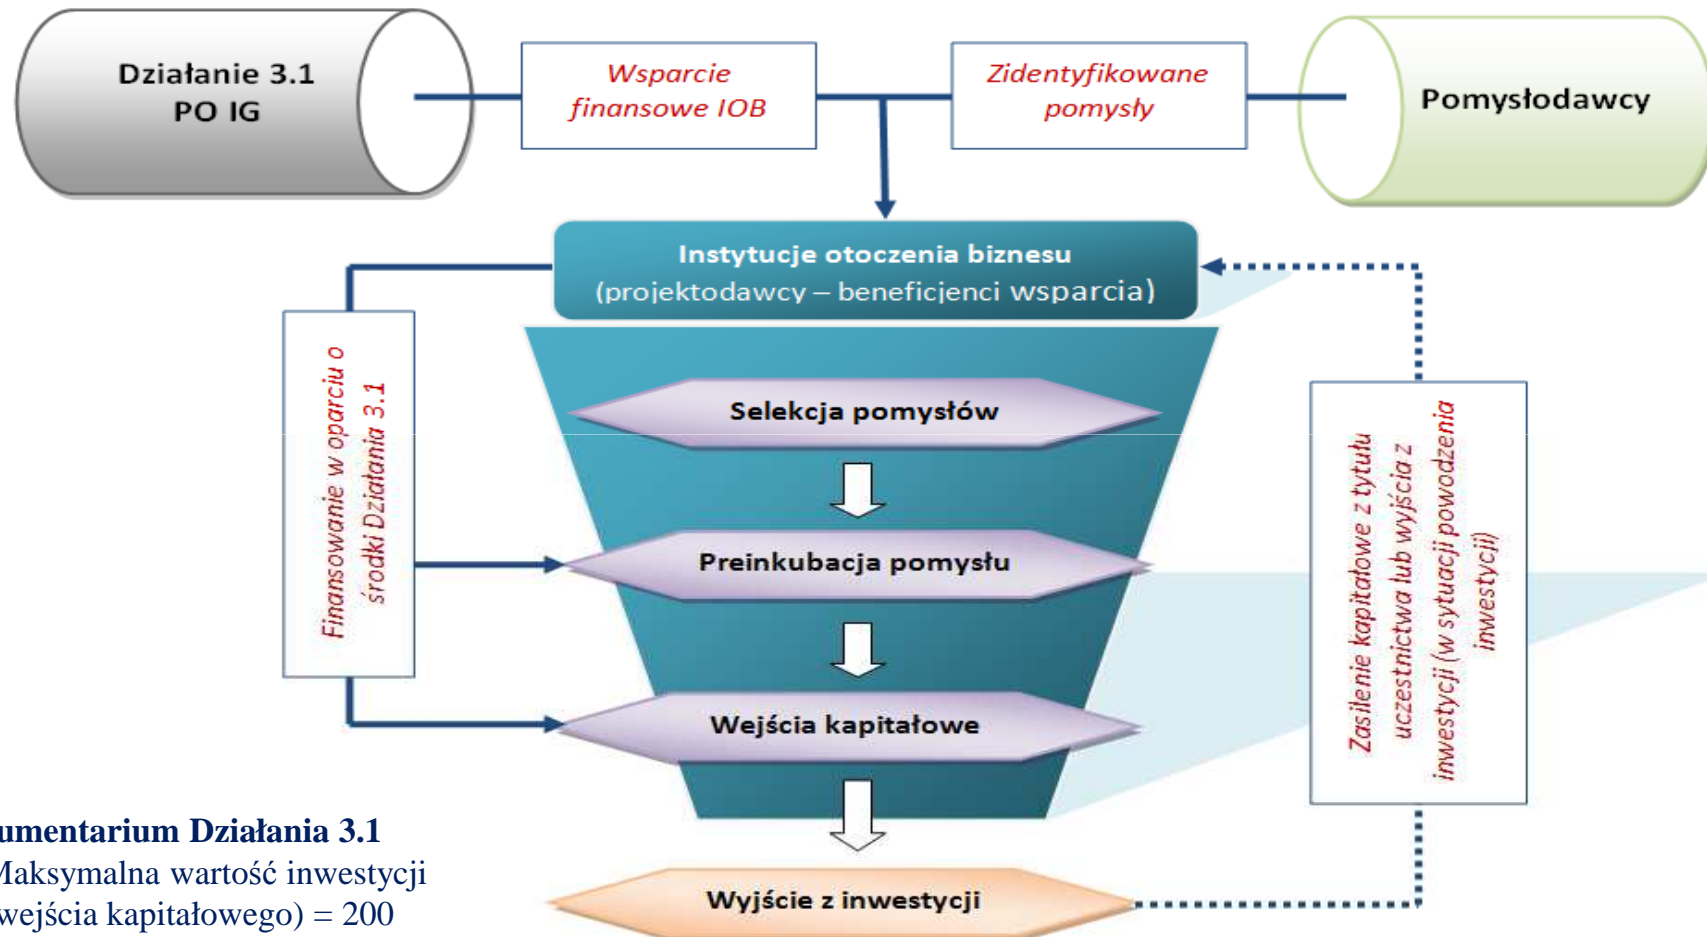 Działanie 3.1
PO IG
Wsparcie
finansowe IOB
Zidentyfikowane
pomysły
Pomysłodawcy
Instytucje otoczenia biznesu
(projektodawcy – beneficjenci wsparcia)
Finansowanie w oparciu o
środki Działania 3.1
Selekcja pomysłów
Preinkubacja pomysłu
Wejścia kapitałowe
Wyjście z inwestycji
Zasilenie kapitałowe z tytułu
uczestnictwa lub wyjścia z
inwestycji (w sytuacji powodzenia
inwestycji)
umentarium Działania 3.1
Maksymalna wartość inwestycji
wejścia kapitałowego) = 200